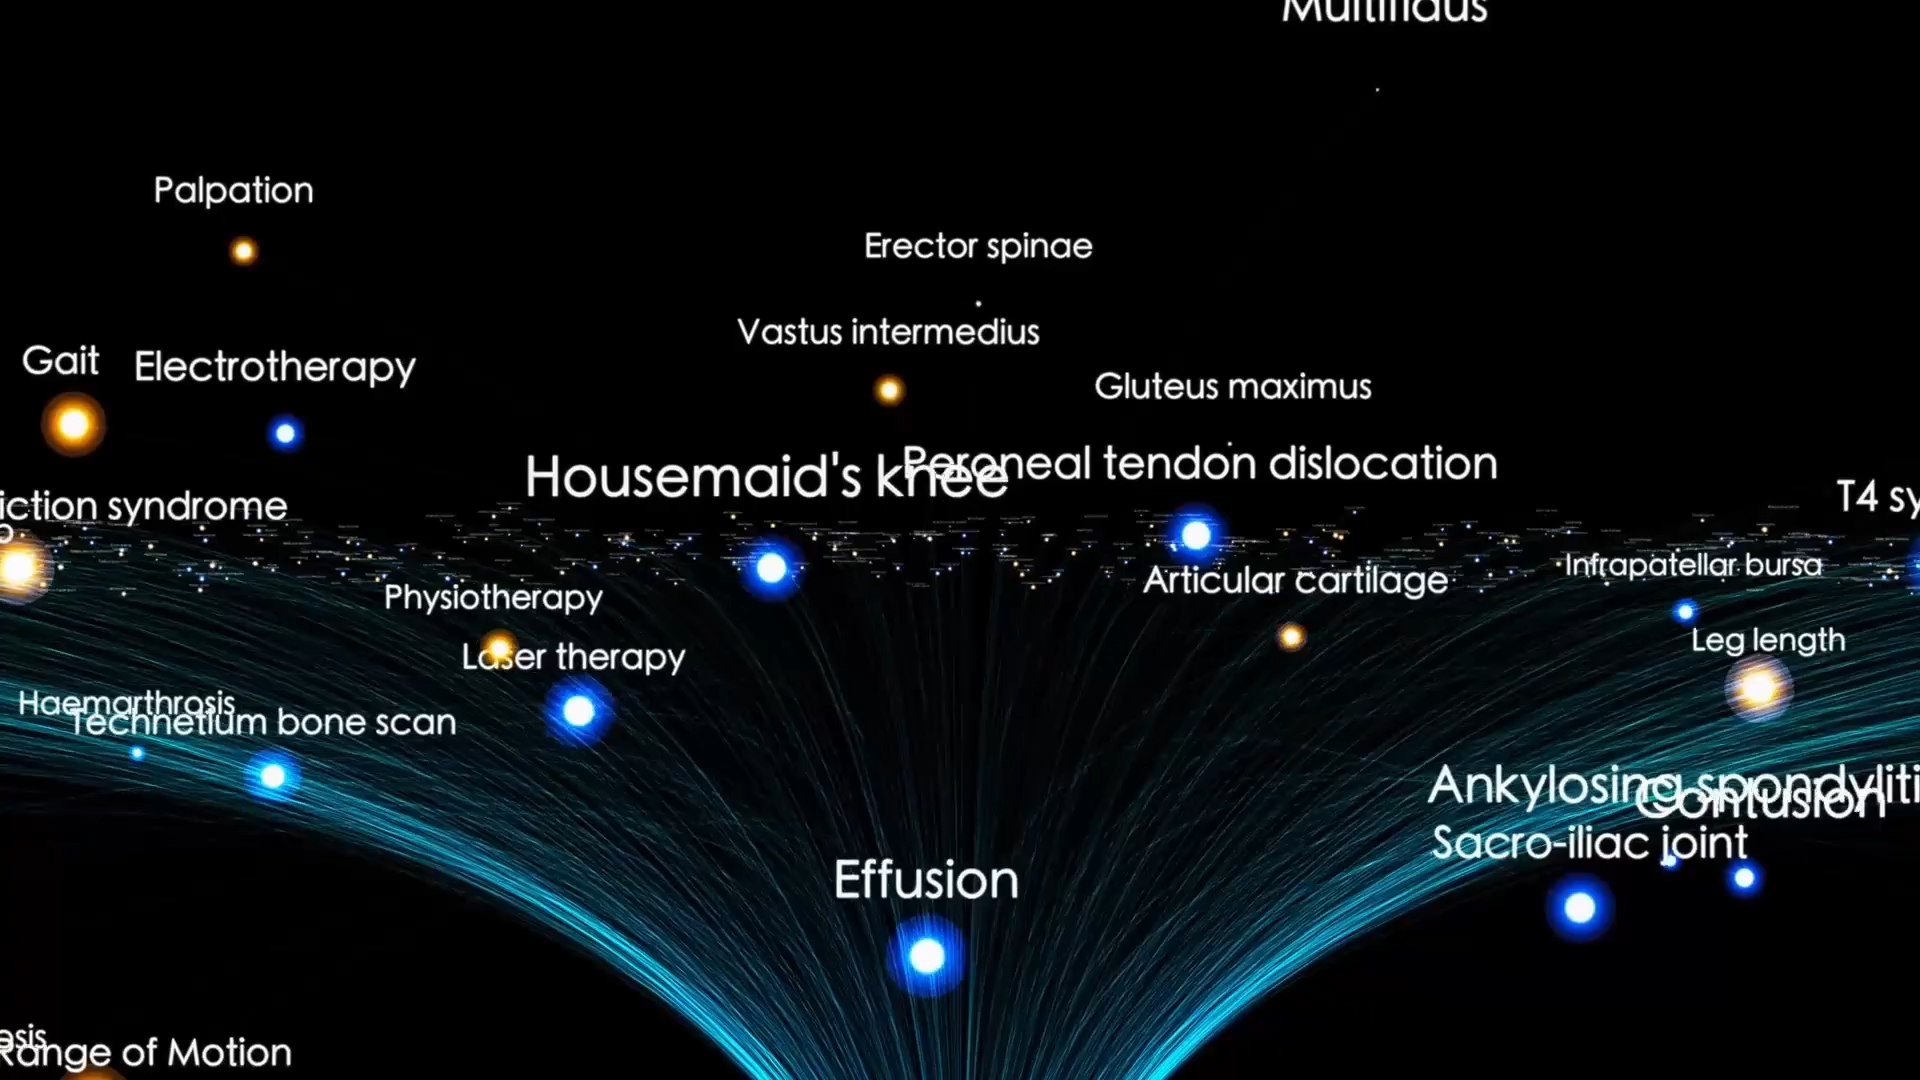 Multifidus
Palpation
Erector spinae
Vastus intermedius
Gait
Electrotherapy
Gluteus maximus
Housemaid's knee
Peroneal tendon dislocation
iction syndrome
T4 sy
Infrapatellar bursa
Articular cartilage
Physiotherapy
Leg length
Laser therapy
Haemarthrosis
Technetium bone scan
Ankylosing spondyliti
Contusion
Sacro-iliac joint
Effusion
osis
Range of Motion